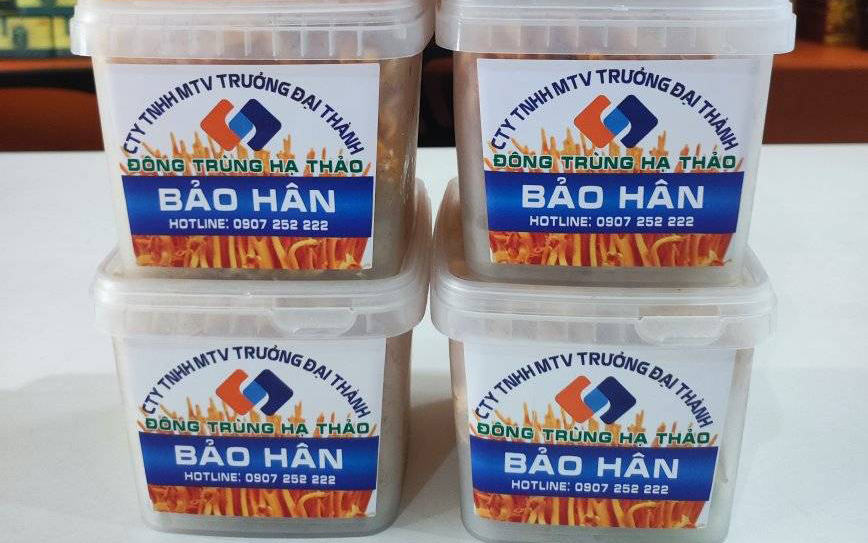 CTY TNHH MTV TRƯỞNG ĐẠI THÀNH
ĐÔNG TRÙNG HẠ THẢO
BẢO HÂN
HOTLINE: 0907 252 222
CTY TNHH MTV TRƯỞNG ĐẠI THÀNH
ĐÔNG TRÙNG HẠ THẢO
BẢO HÂN
HOTLINE: 0907 252 222
CTY TNHH MTV TRƯỞNG ĐẠI THÀNH
ĐÔNG TRÙNG HẠ THẢO
BẢO HÂN
HOTLINE: 0907 252 222
CTY TNHH MTV TRƯỞNG ĐẠI THÀNH
ĐÔNG TRÙNG HẠ THẢO
BẢO HÂN
HOTLINE: 0907 252 222